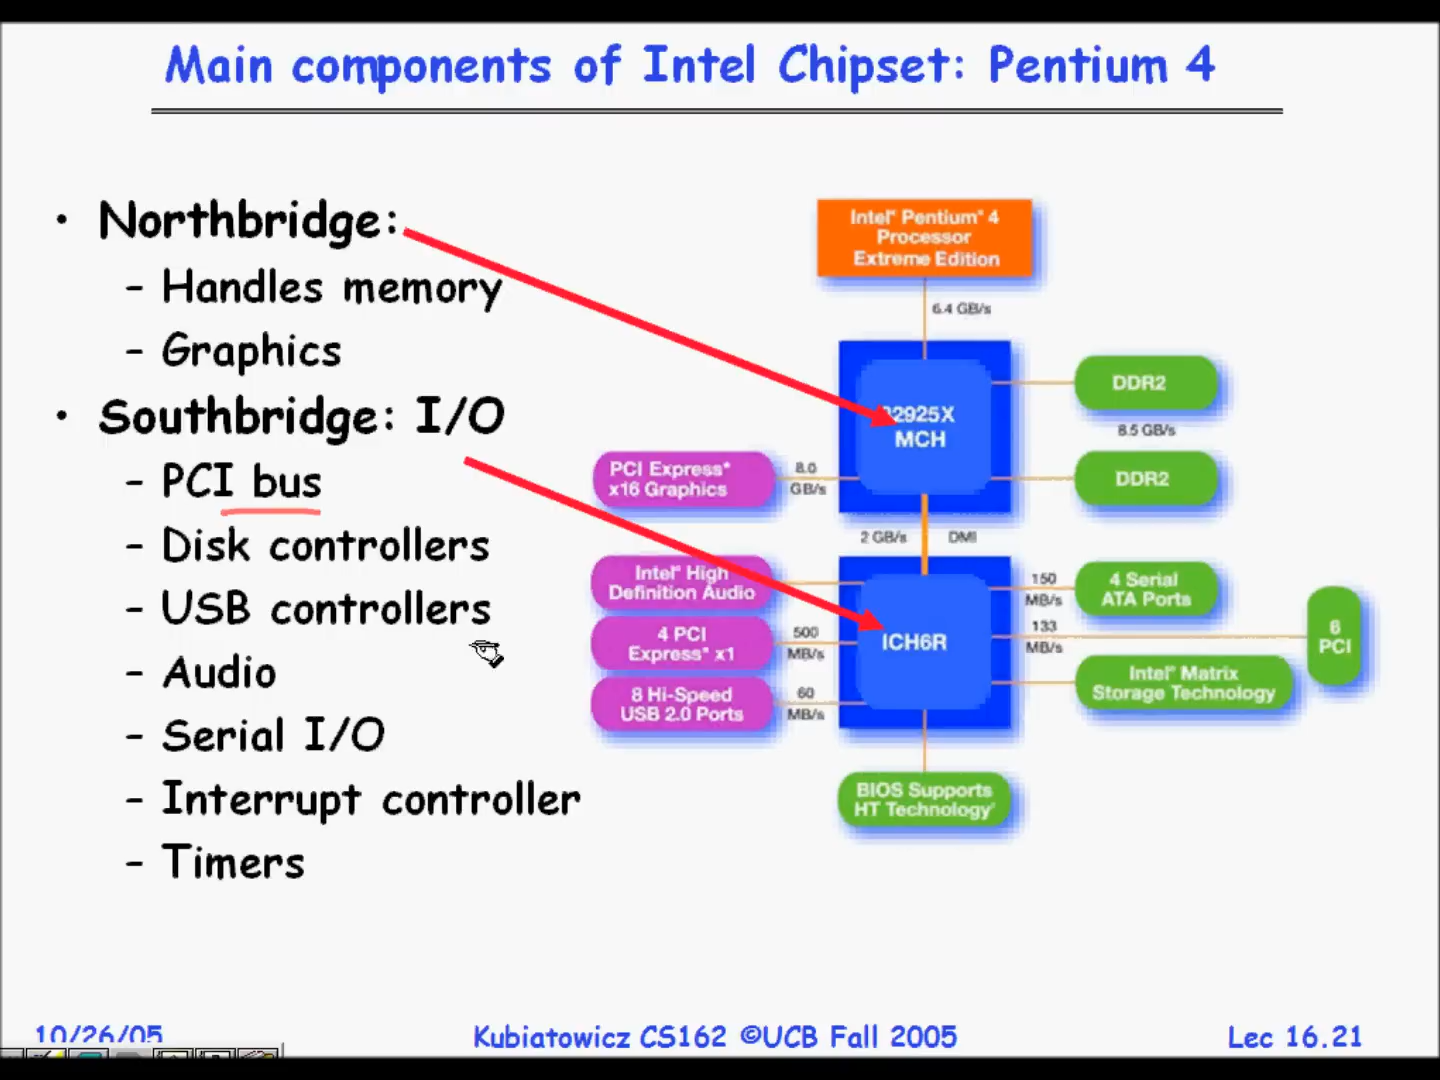 Main components of Intel Chipset: Pentium 4
• Northbridge:
- Handles memory
- Graphics
• Southbridge: I/O
- PCI bus
- Disk controllers
- USB controllers
- Audio
- Serial I/O
- Interrupt controller
- Timers
Intel® Pentium® 4
Processor
Extreme Edition
6.4 GB/s
2925X
MCH
DDR2
8.5 GB/s
DDR2
PCI Express*
x16 Graphics
8.0
GB/s
2 GB/s
DMI
Intel® High
Definition Audio
4 PCI
Express* x1
500
MB/s
8 Hi-Speed
USB 2.0 Ports
60
MB/s
ICH6R
150
MB/s
4 Serial
ATA Ports
133
MB/s
6
PCI
Intel® Matrix
Storage Technology
BIOS Supports
HT Technology
10/26/05
Kubiatowicz CS162 ©UCB Fall 2005
Lec 16.21